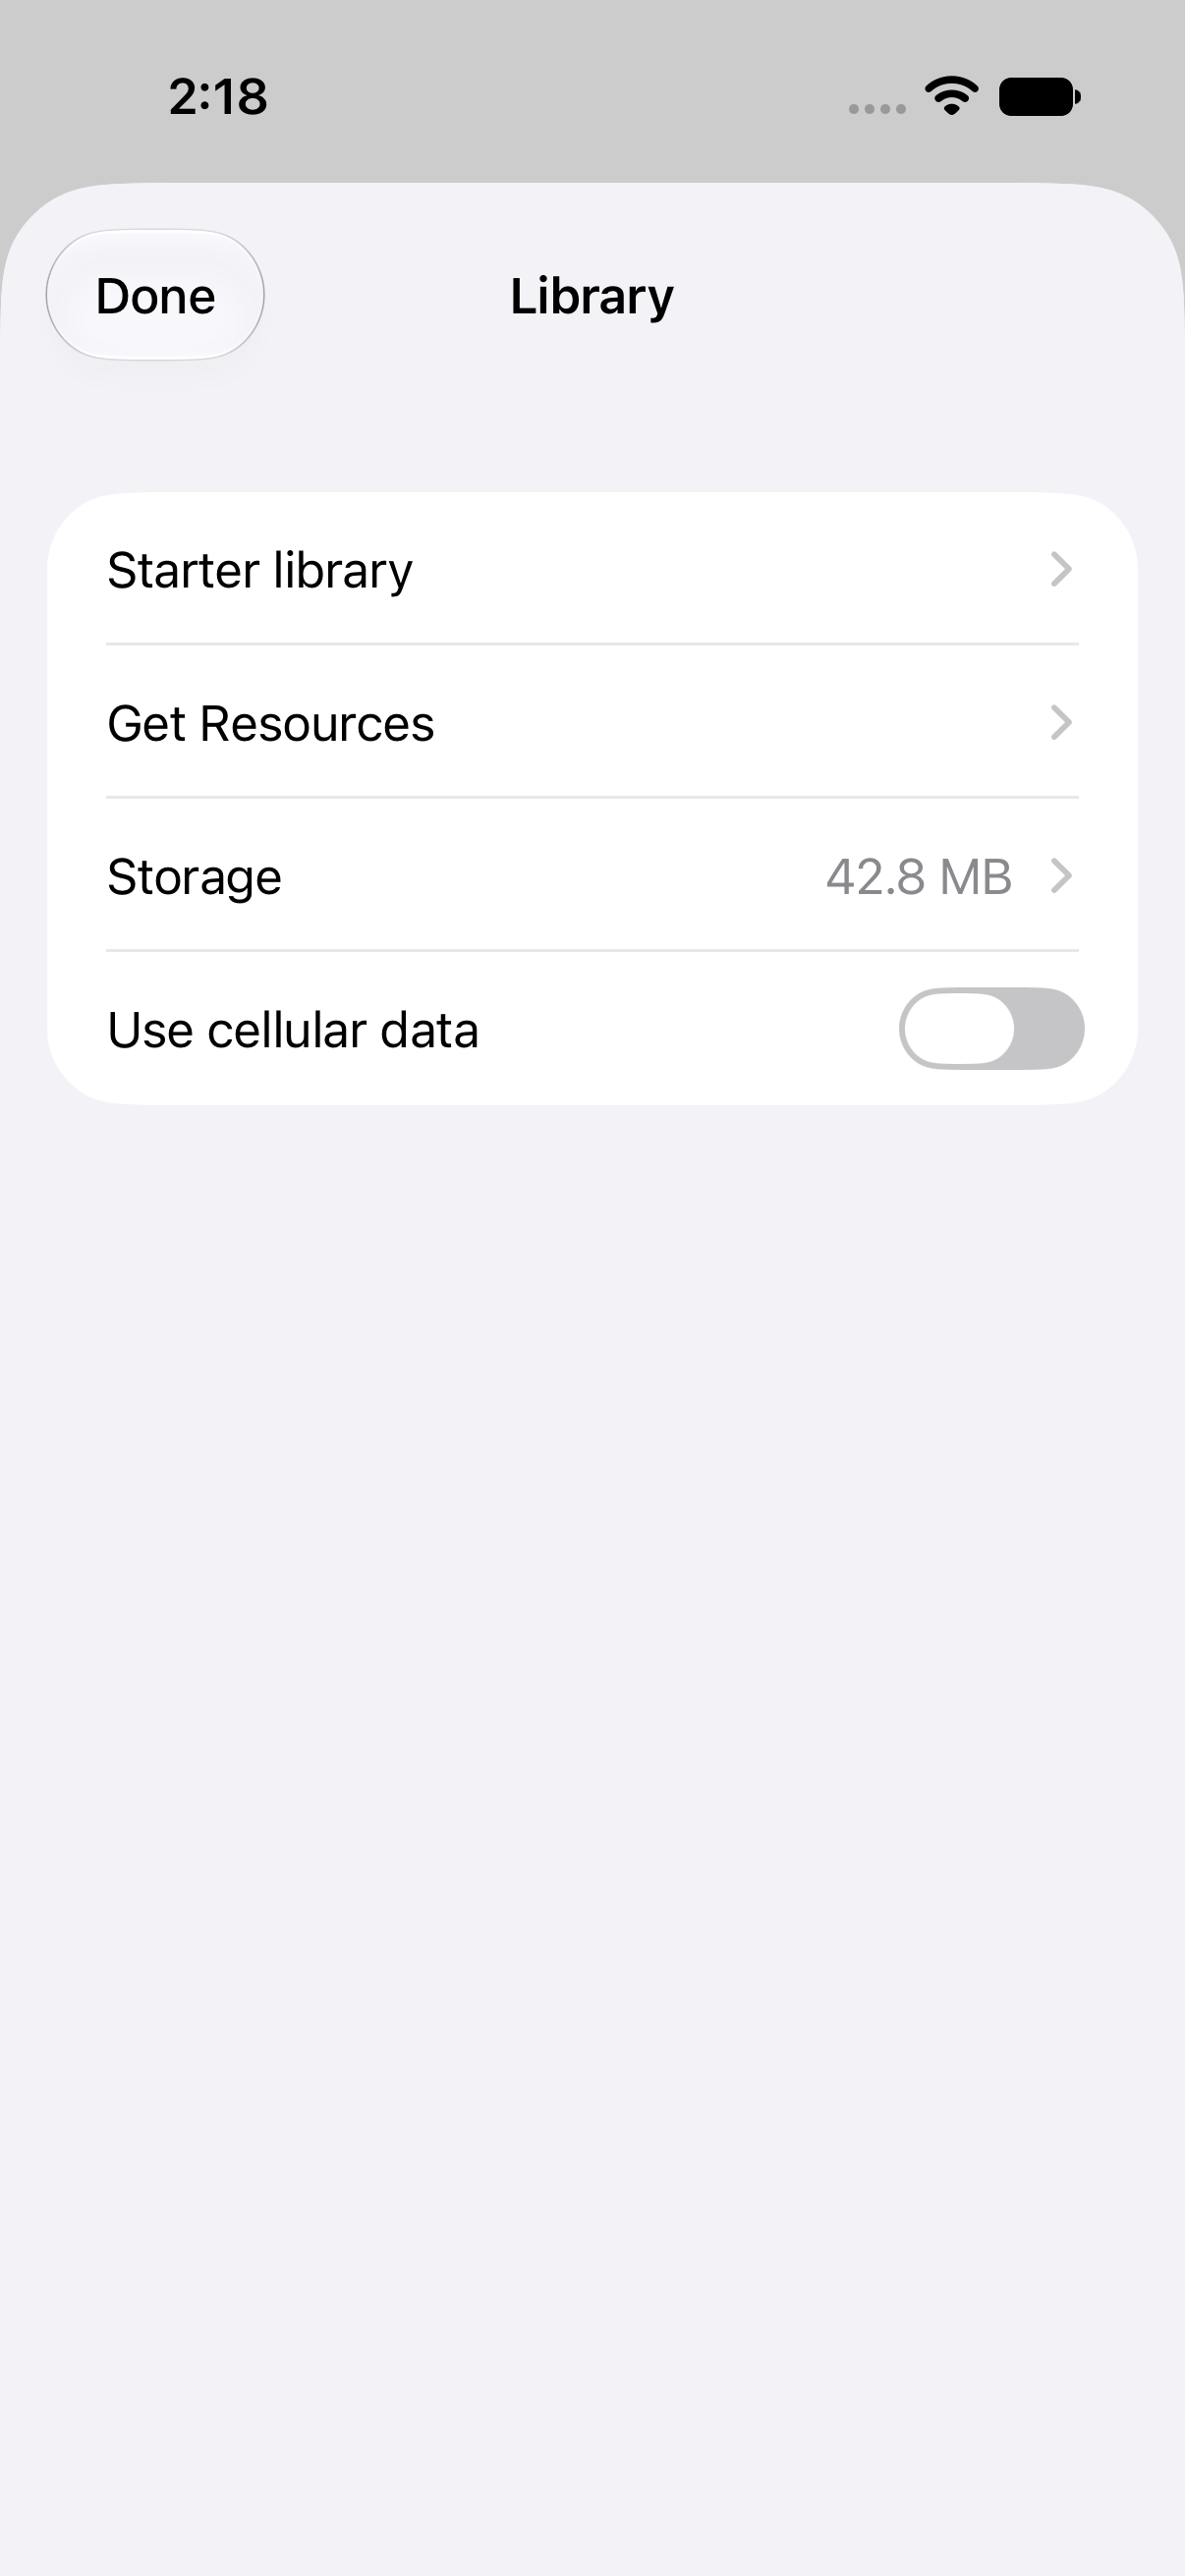 2:18
Done
Library
Starter library
Get Resources
Storage 42.8 MB
Use cellular data